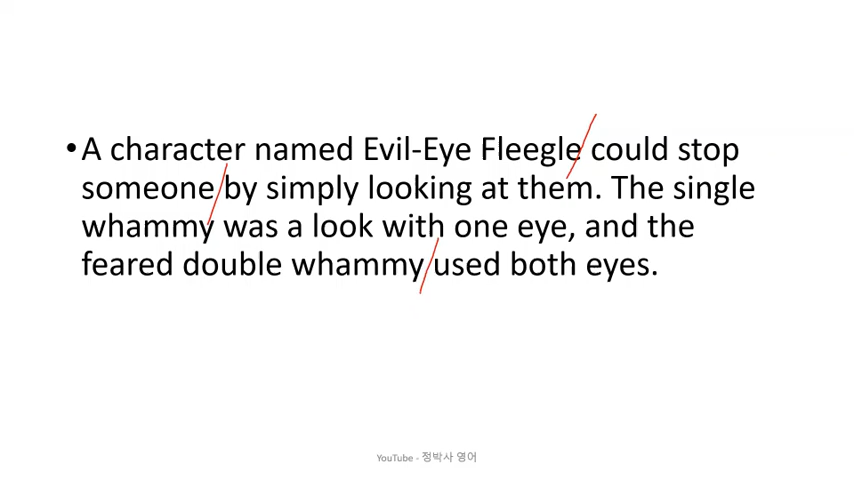 •A character named Evil-Eye Fleegle could stop
someone by simply looking at them. The single
whammy was a look with one eye, and the
feared double whammy used both eyes.
YouTube - 정박사 영어